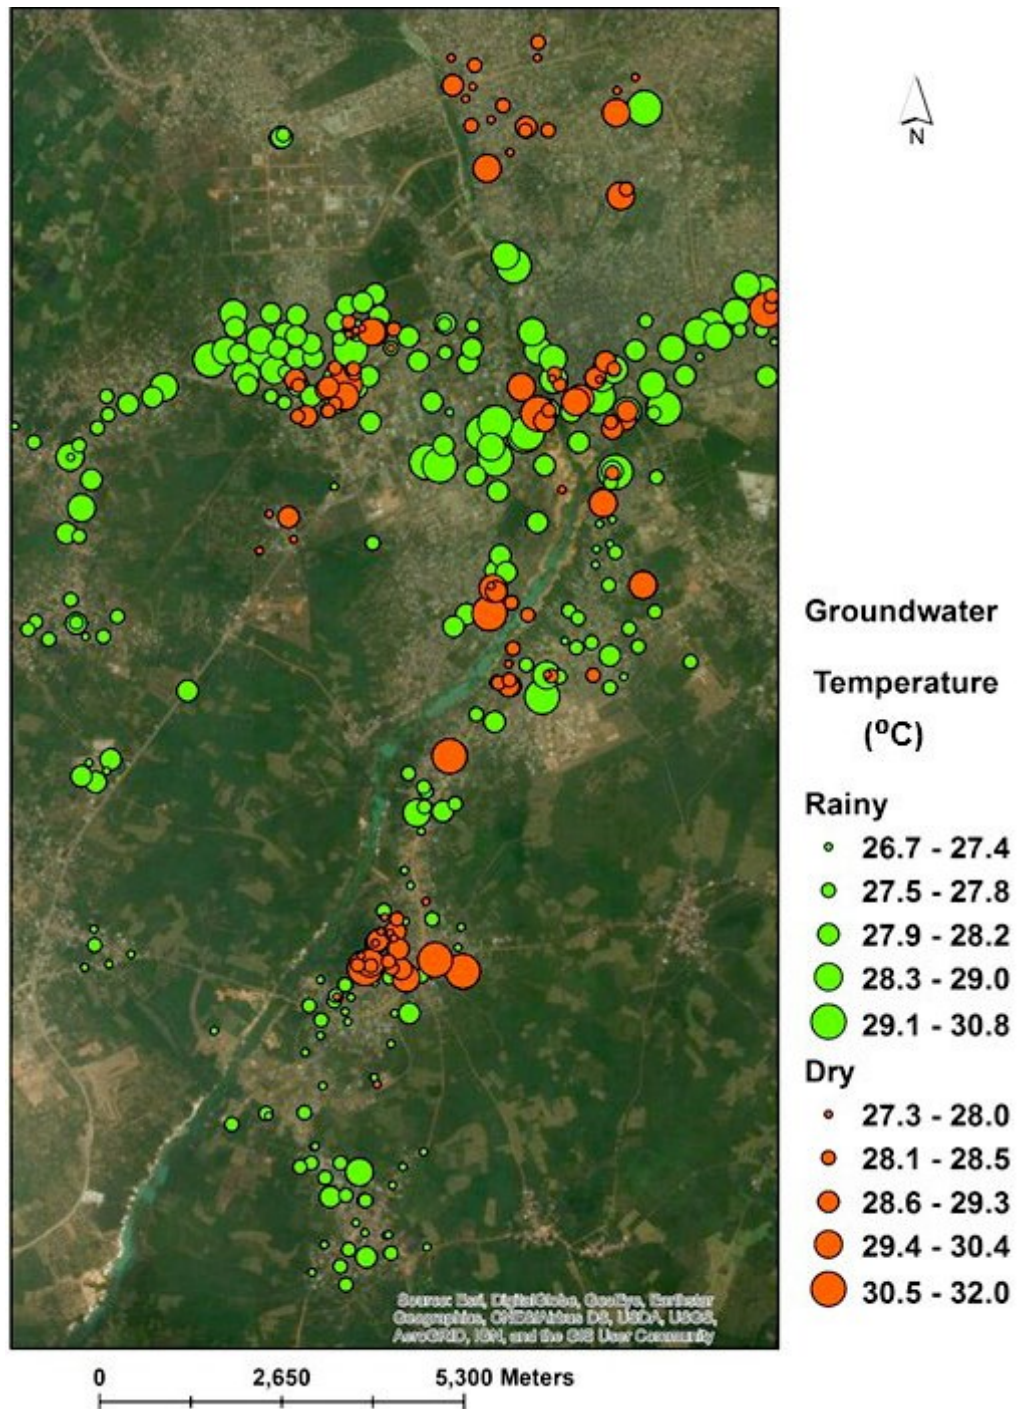 N
Groundwater
Temperature
(⁰C)
Rainy
26.7 - 27.4
27.5 - 27.8
27.9 - 28.2
28.3 - 29.0
29.1 - 30.8
Dry
27.3 - 28.0
28.1 - 28.5
28.6 - 29.3
29.4 - 30.4
30.5 - 32.0
Source: Esri, DigitalGlobe, GeoEye, Earthstar
Geographics, CNES/Airbus DS, USDA, USGS,
AeroGRID, IGN, and the GIS User Community
0 2,650 5,300 Meters